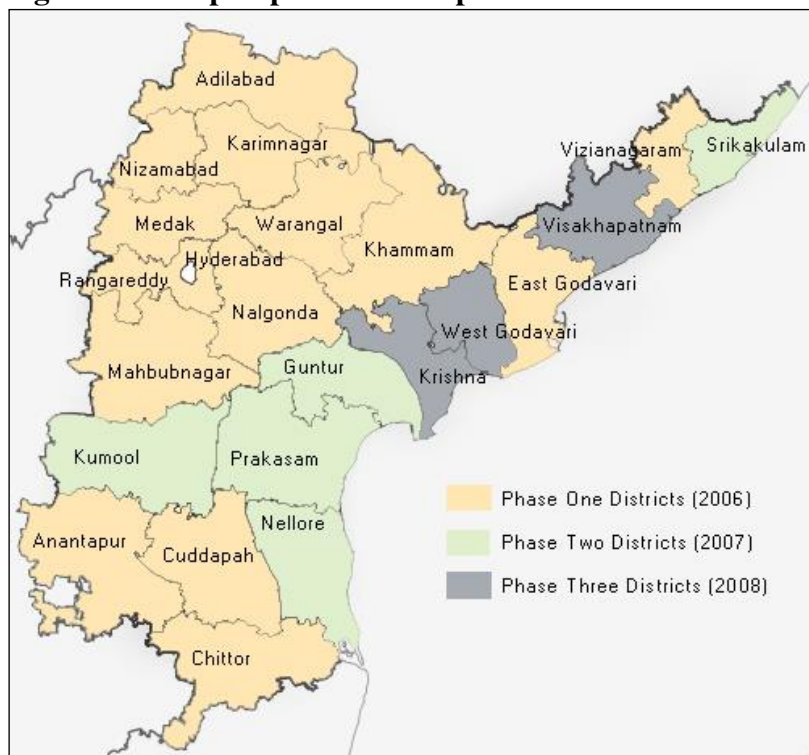 Adilabad
Karimnagar
Nizamabad
Vizianagaram
Srikakulam
Medak
Warangal
Visakhapatnam
Khammam
Hyderabad
Rangareddy
East Godavari
Nalgonda
West Godavari
Mahbubnagar
Guntur
Krishna
Kumool
Prakasam
Phase One Districts (2006)
Nellore
Anantapur
Phase Two Districts (2007)
Cuddapah
Phase Three Districts (2008)
Chittor